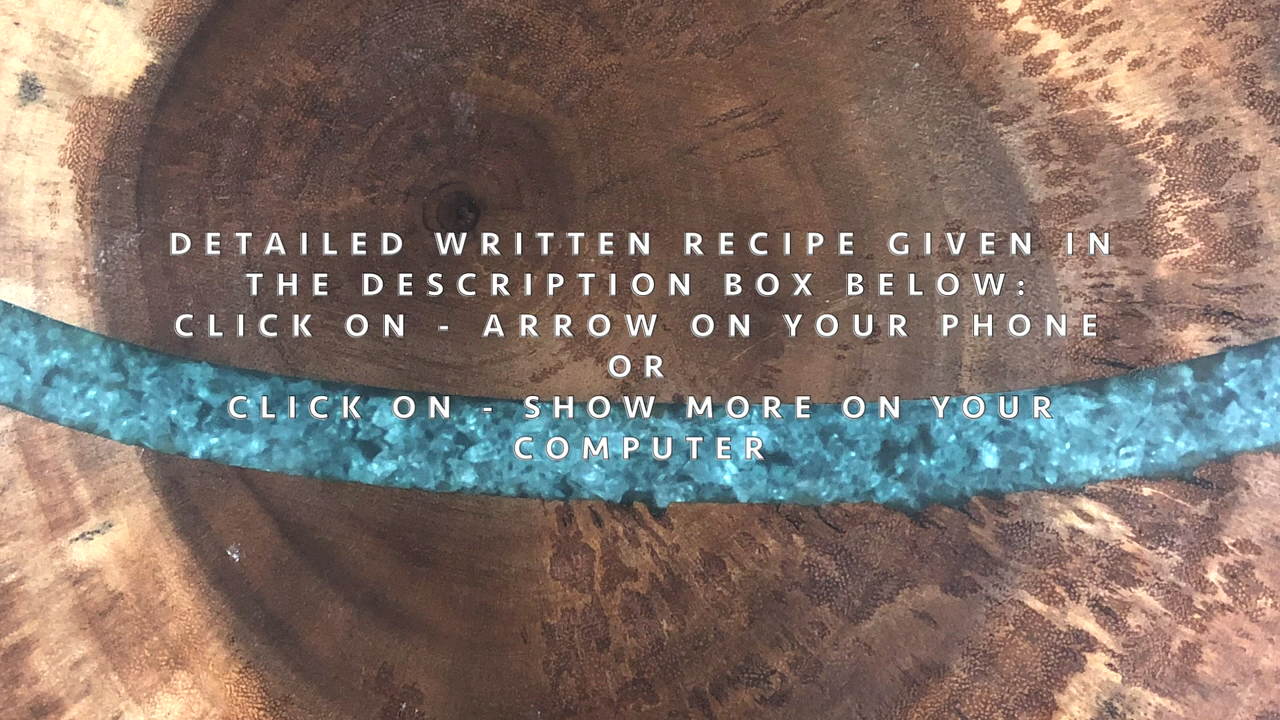 DETAILED WRITTEN RECIPE GIVEN IN
THE DESCRIPTION BOX BELOW:
CLICK ON - ARROW ON YOUR PHONE
OR
CLICK ON - SHOW MORE ON YOUR
COMPUTER